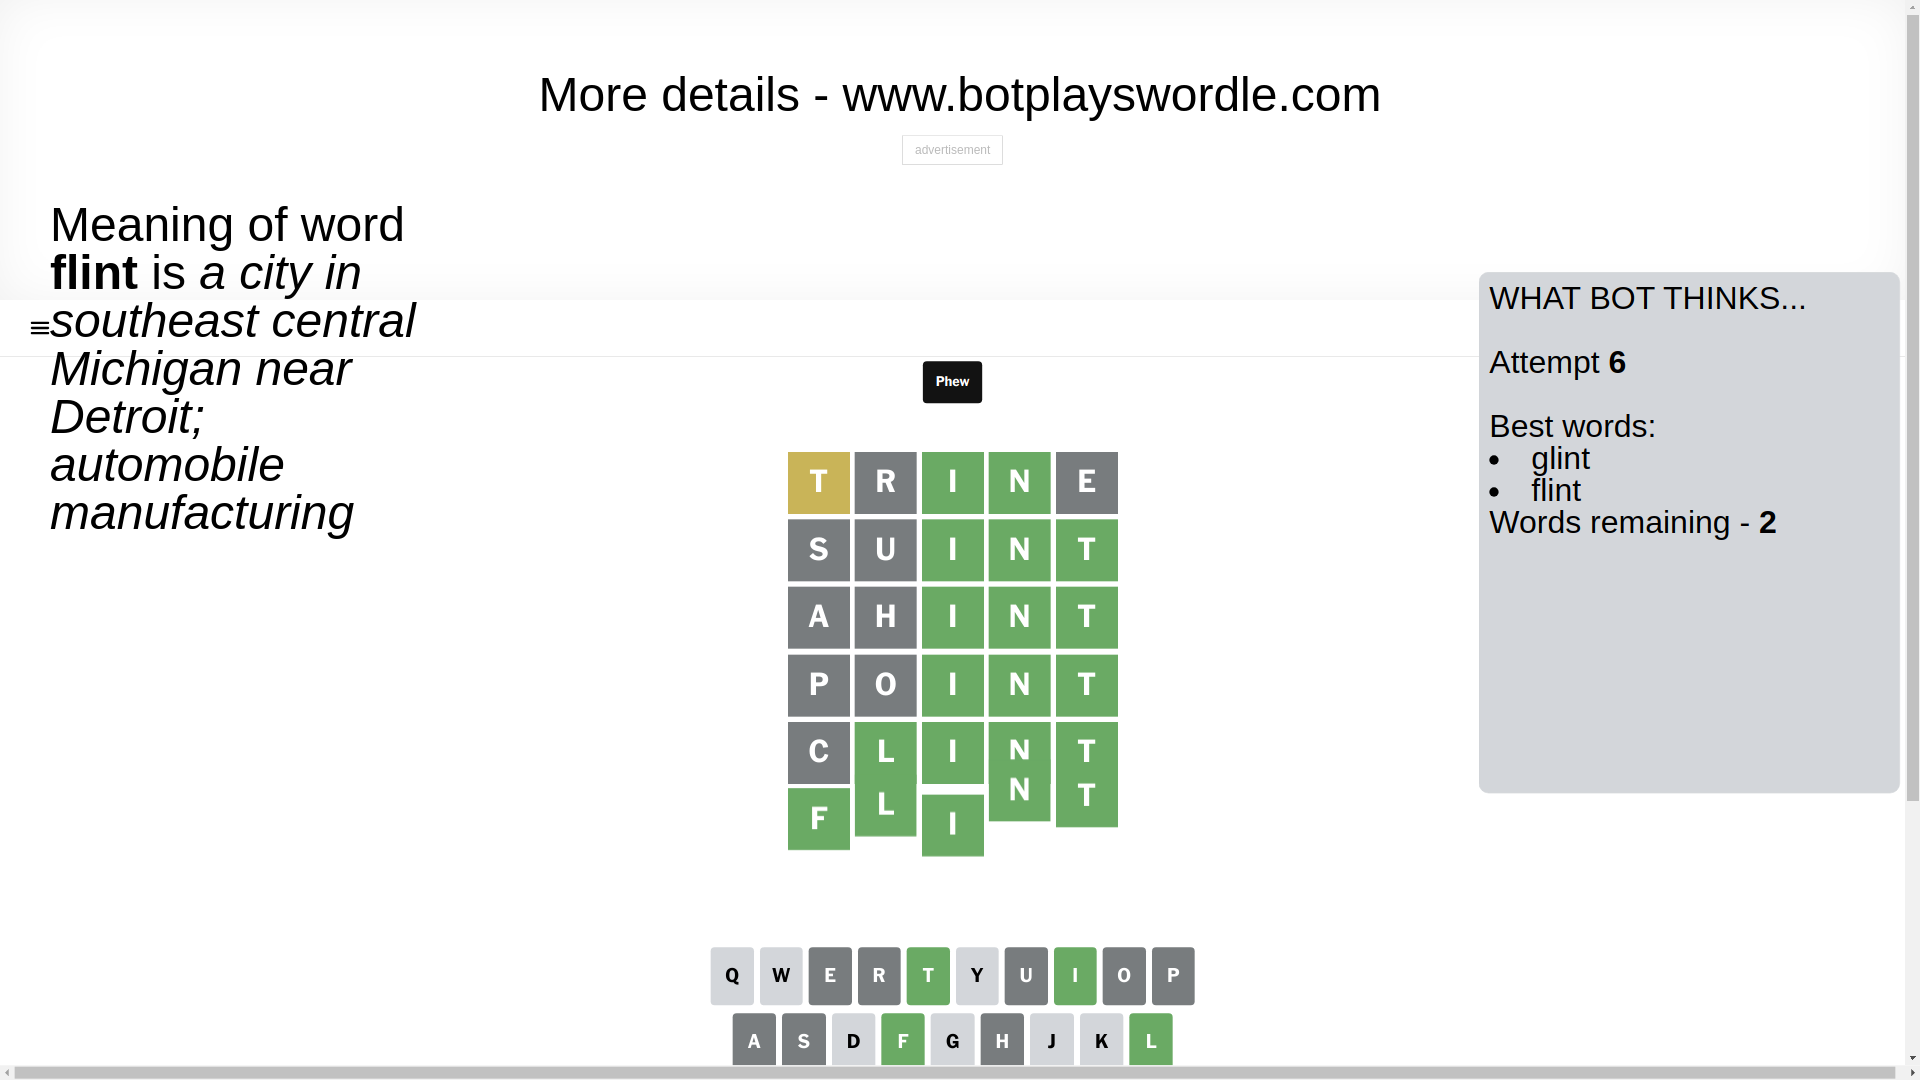 More details - www.botplayswordle.com
advertisement
Meaning of word
flint is a city in
southeast central
Michigan near
Detroit;
automobile
manufacturing
WHAT BOT THINKS...
Attempt 6
Best words:
• glint
• flint
Words remaining - 2
Phew
T R I N E
S U I N T
A H I N T
P O I N T
C L I N T
F L I N T
Q W E R T Y U I O P
A S D F G H J K L